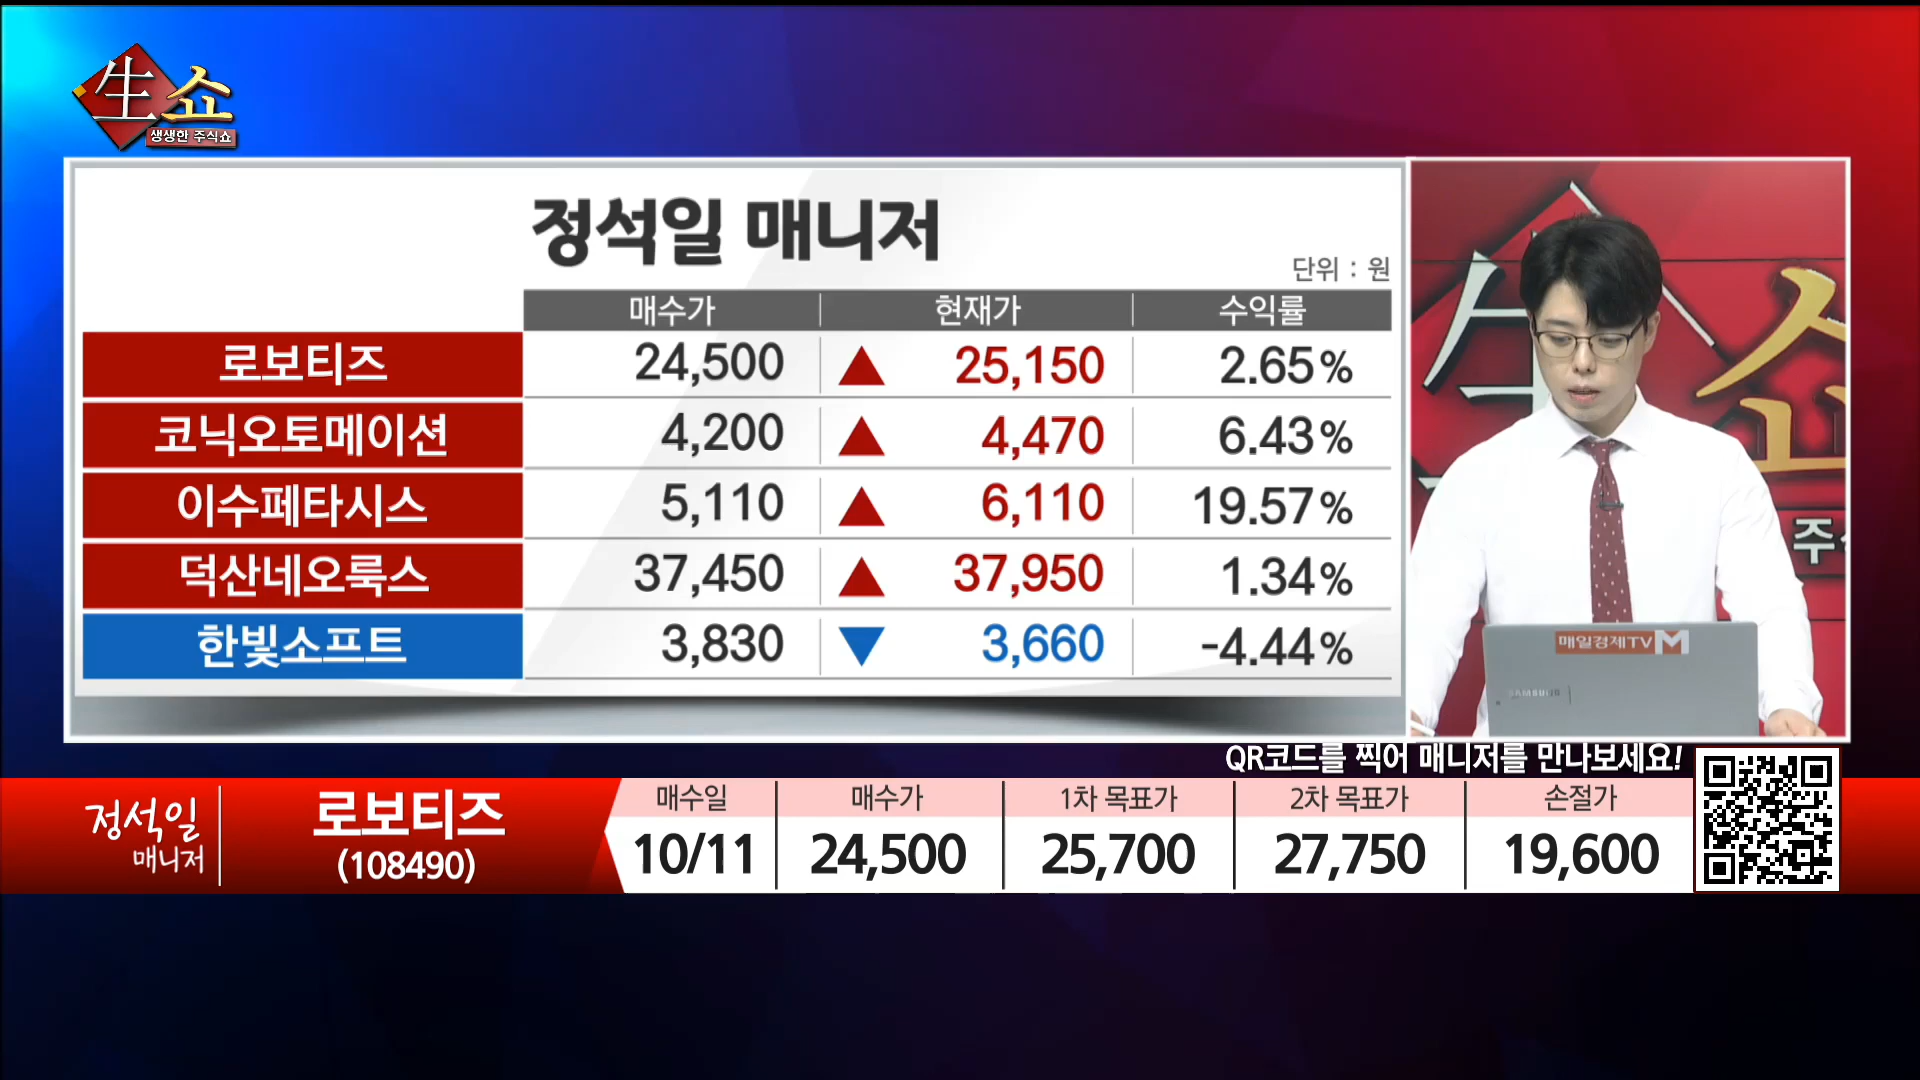 生쇼
생생한 주식쇼
정석일 매니저
단위 : 원
매수가 현재가 수익률
로보티즈 24,500 ▲ 25,150 2.65%
코닉오토메이션 4,200 ▲ 4,470 6.43%
이수페타시스 5,110 ▲ 6,110 19.57%
덕산네오룩스 37,450 ▲ 37,950 1.34%
한빛소프트 3,830 ▼ 3,660 -4.44%
生쇼
주
매일경제TV M
SAMSUNG
QR코드를 찍어 매니저를 만나보세요!
정석일
매니저
로보티즈
(108490)
매수일 매수가 1차 목표가 2차 목표가 손절가
10/11 24,500 25,700 27,750 19,600